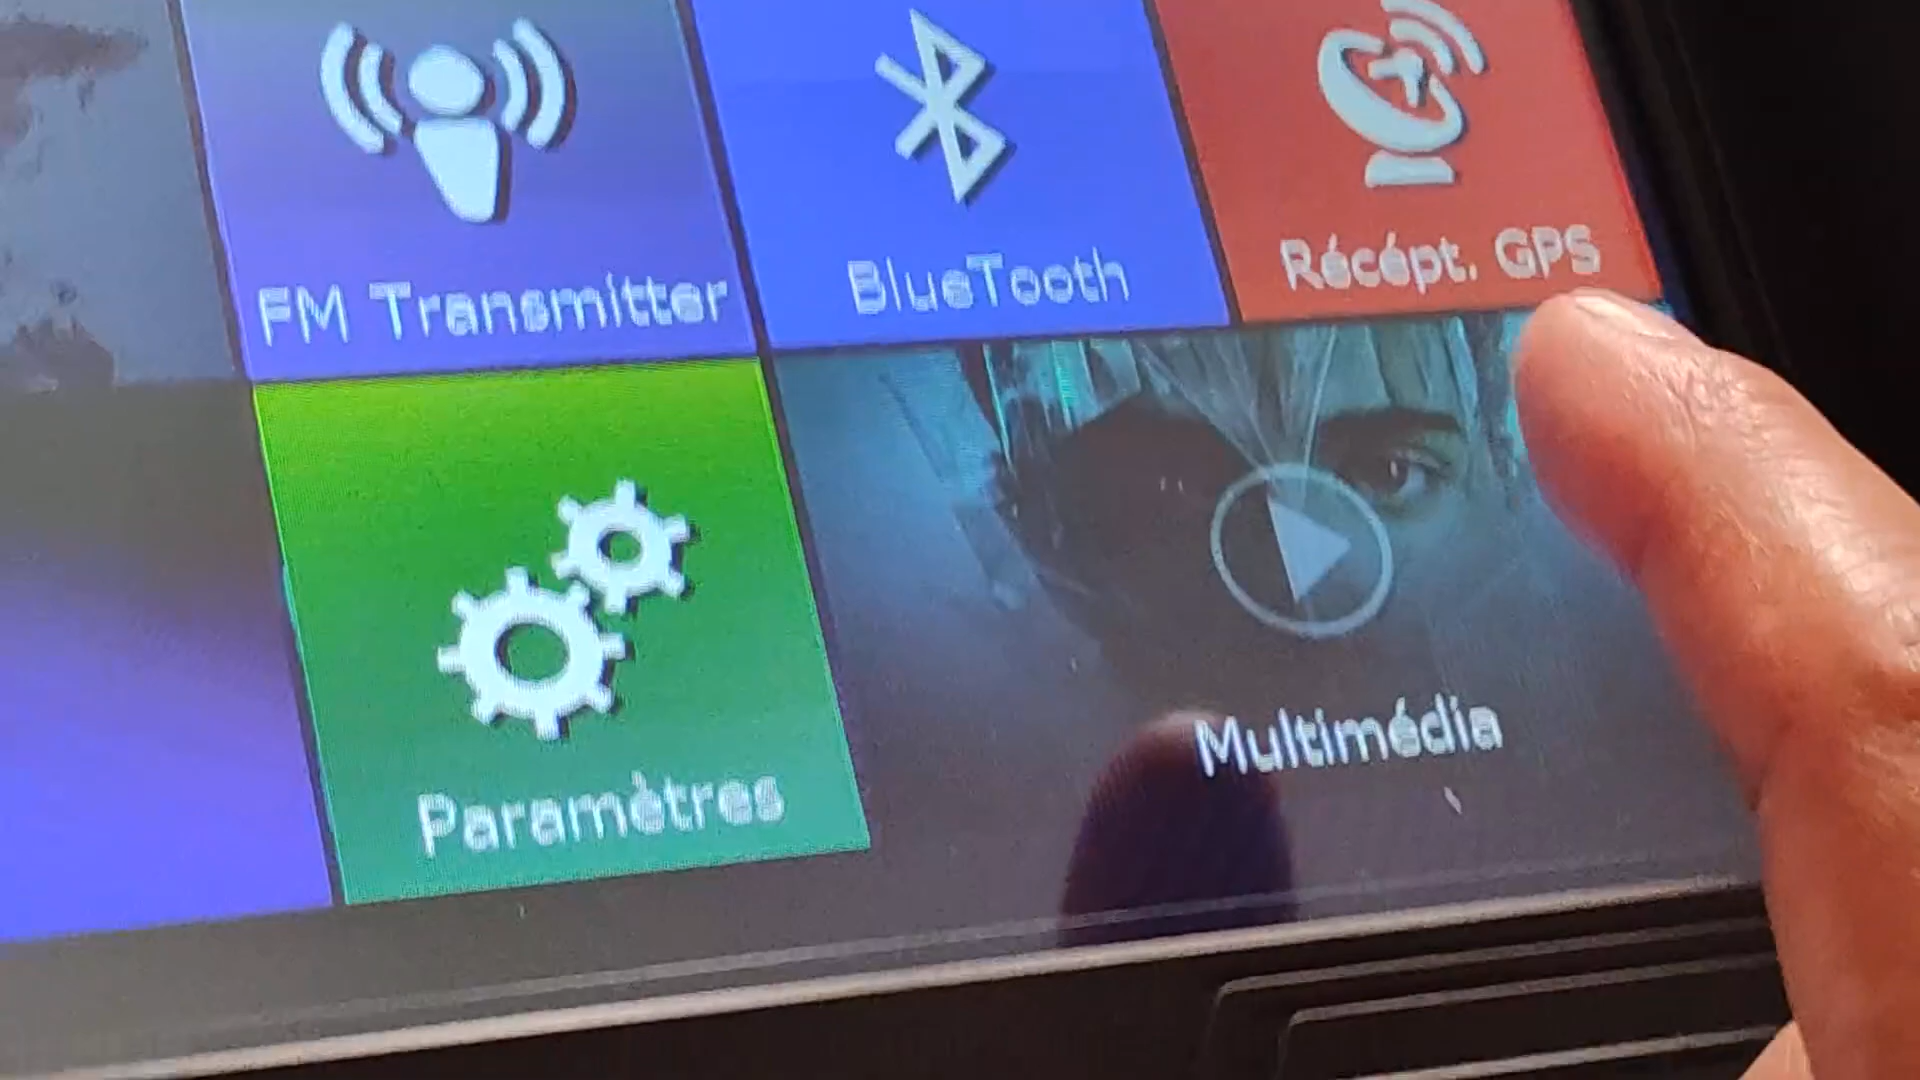 FM Transmitter
BlueTooth
Récépt. GPS
Paramètres
Multimédia